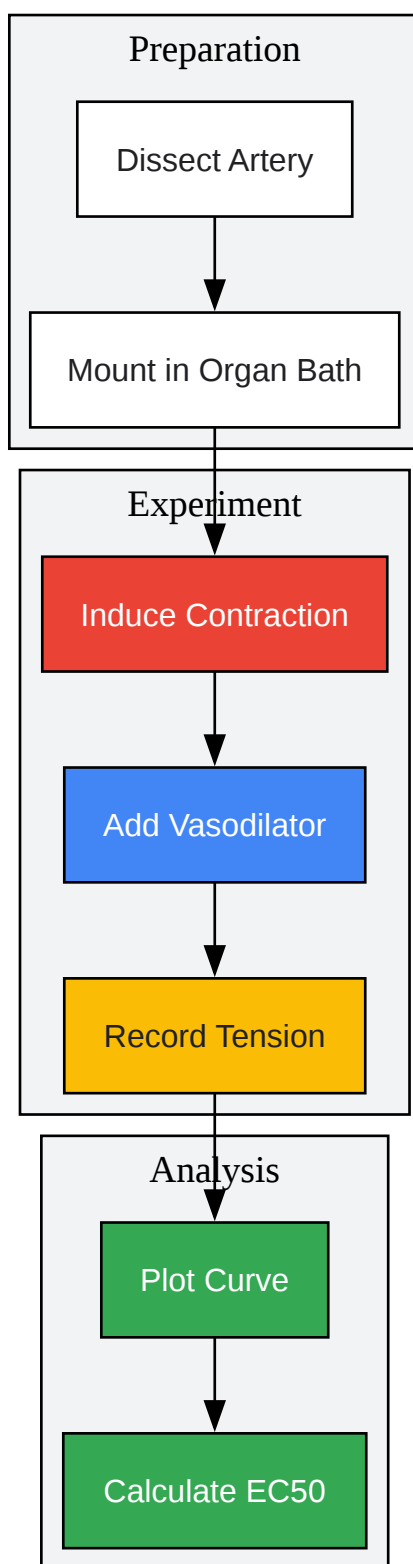 Preparation
Dissect Artery
Mount in Organ Bath
Experiment
Induce Contraction
Add Vasodilator
Record Tension
Analysis
Plot Curve
Calculate EC50